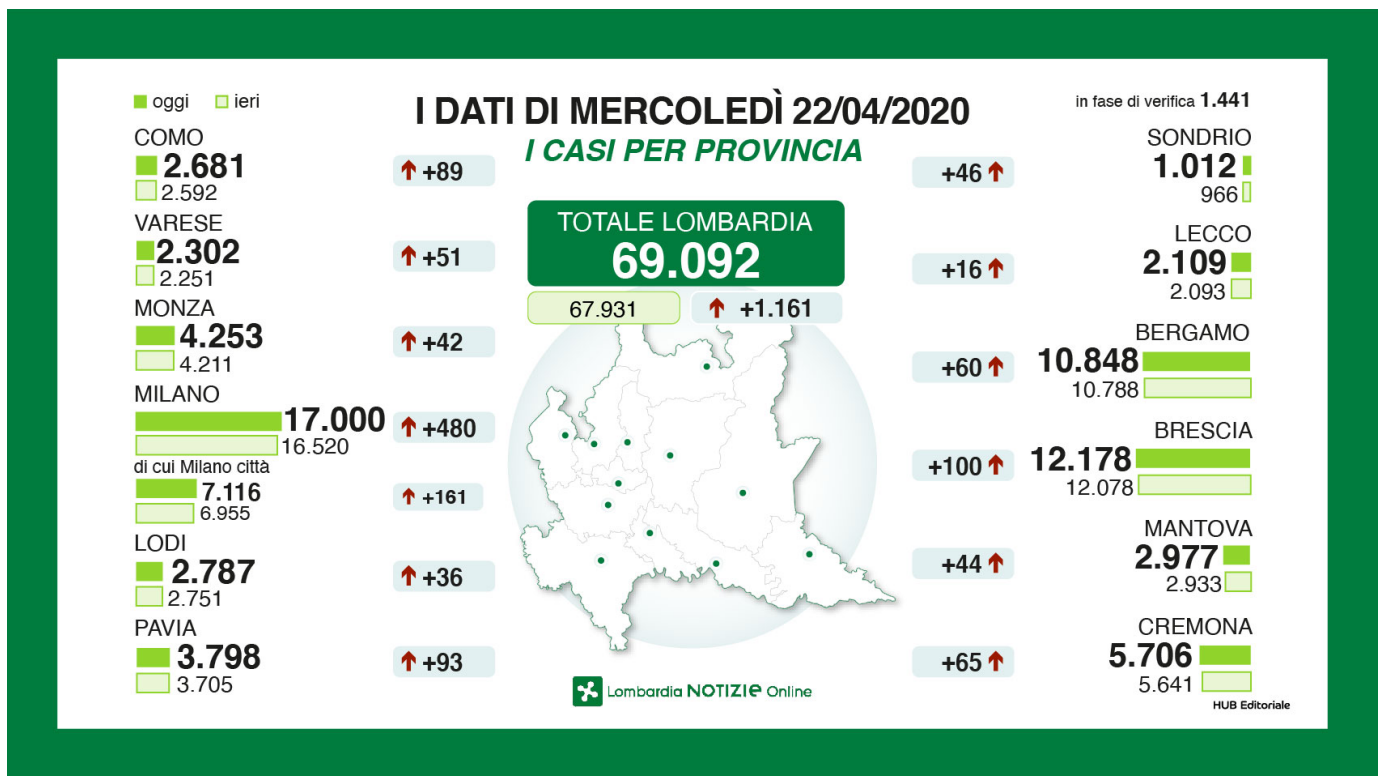 oggi ieri
I DATI DI MERCOLEDÌ 22/04/2020
I CASI PER PROVINCIA
in fase di verifica 1.441
COMO
2.681
2.592
+89
VARESE
2.302
2.251
+51
MONZA
4.253
4.211
+42
MILANO
17.000
16.520
+480
di cui Milano città
7.116
6.955
+161
LODI
2.787
2.751
+36
PAVIA
3.798
3.705
+93
TOTALE LOMBARDIA
69.092
67.931
+1.161
Lombardia NOTIZIE Online
SONDRIO
+46
1.012
966
LECCO
+16
2.109
2.093
BERGAMO
+60
10.848
10.788
BRESCIA
+100
12.178
12.078
MANTOVA
+44
2.977
2.933
CREMONA
+65
5.706
5.641
HUB Editoriale